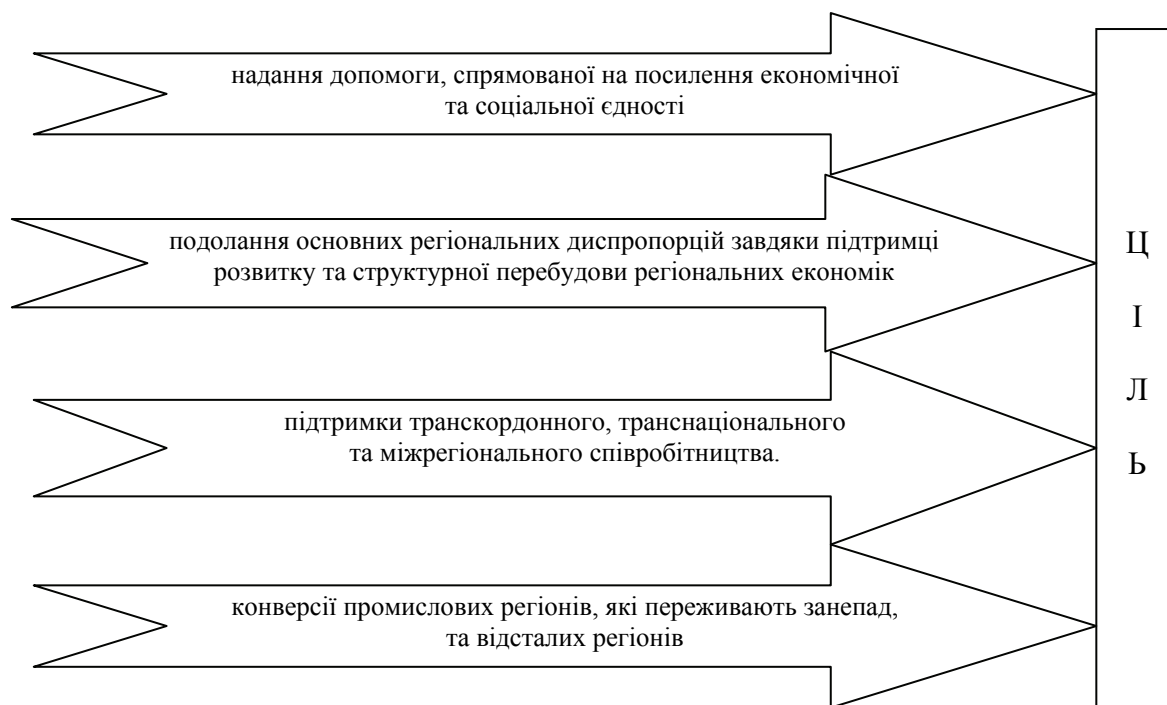 надання допомоги, спрямованої на посилення економічної
та соціальної єдності
подолання основних регіональних диспропорцій завдяки підтримці
розвитку та структурної перебудови регіональних економік
підтримки транскордонного, транснаціонального
та міжрегіонального співробітництва.
конверсії промислових регіонів, які переживають занепад,
та відсталих регіонів
Ц
І
Л
Ь